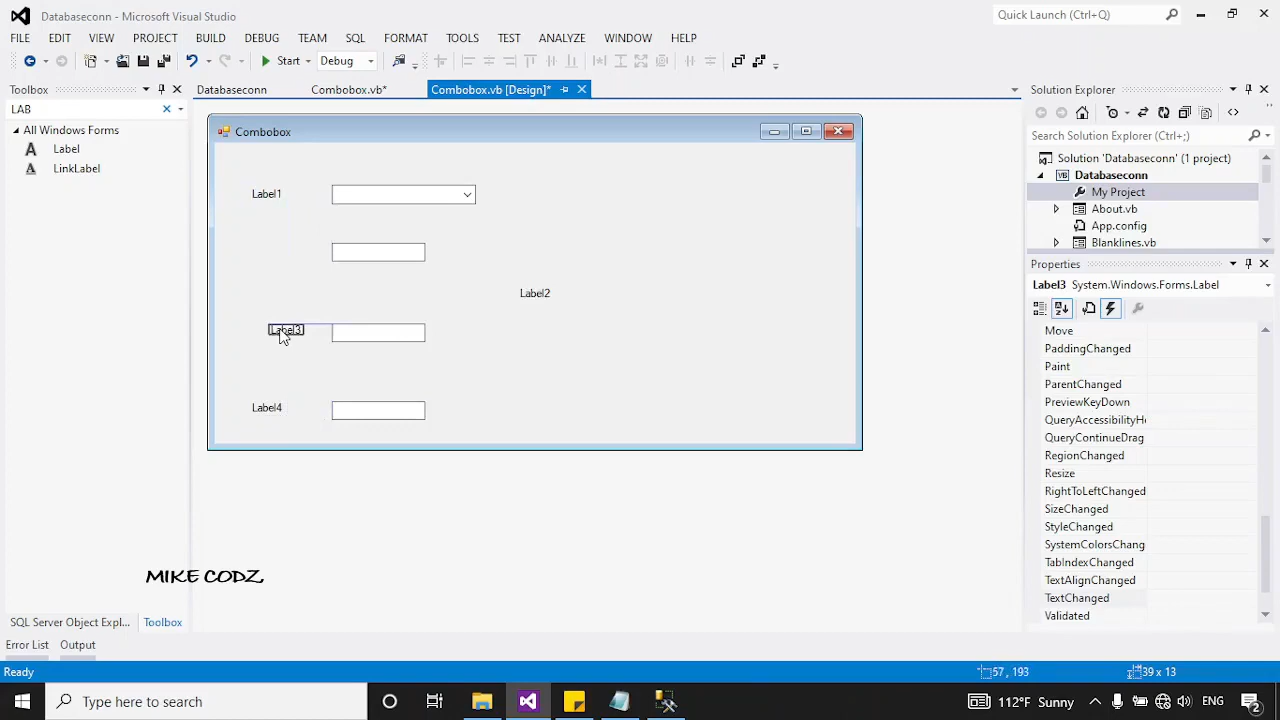 Databaseconn - Microsoft Visual Studio
Quick Launch (Ctrl+Q)
FILE EDIT VIEW PROJECT BUILD DEBUG TEAM SQL FORMAT TOOLS TEST ANALYZE WINDOW HELP
Start Debug
Toolbox
LAB
All Windows Forms
A Label
A LinkLabel
SQL Server Object Expl... Toolbox
Databaseconn Combobox.vb* Combobox.vb [Design]*
Combobox
Label1
Label2
Label3
Label4
MIKE CODZ,
Solution Explorer
Search Solution Explorer (Ctrl+;)
Solution 'Databaseconn' (1 project)
VB Databaseconn
My Project
About.vb
App.config
Blanklines.vb
Properties
Label3 System.Windows.Forms.Label
Move
PaddingChanged
Paint
ParentChanged
PreviewKeyDown
QueryAccessibilityHe
QueryContinueDrag
RegionChanged
Resize
RightToLeftChanged
SizeChanged
StyleChanged
SystemColorsChang
TabIndexChanged
TextAlignChanged
TextChanged
Validated
Error List Output
Ready 57 , 193 39 x 13
Type here to search
112°F Sunny ENG 2